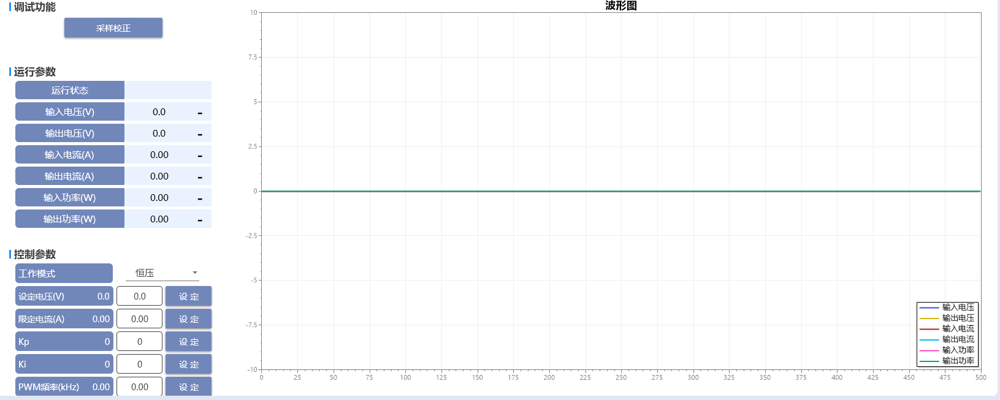 调试功能
采样校正
运行参数
运行状态
输入电压(V) 0.0 -
输出电压(V) 0.0 -
输入电流(A) 0.00 -
输出电流(A) 0.00 -
输入功率(W) 0.00 -
输出功率(W) 0.00 -
控制参数
工作模式 恒压
设定电压(V) 0.0 0.0 设 定
限定电流(A) 0.00 0.00 设 定
Kp 0 0 设 定
Ki 0 0 设 定
PWM频率(kHz) 0.00 0.00 设 定
波形图
10
7.5
5
2.5
0
-2.5
-5
-7.5
-10
0 25 50 75 100 125 150 175 200 225 250 275 300 325 350 375 400 425 450 475 500
输入电压
输出电压
输入电流
输出电流
输入功率
输出功率